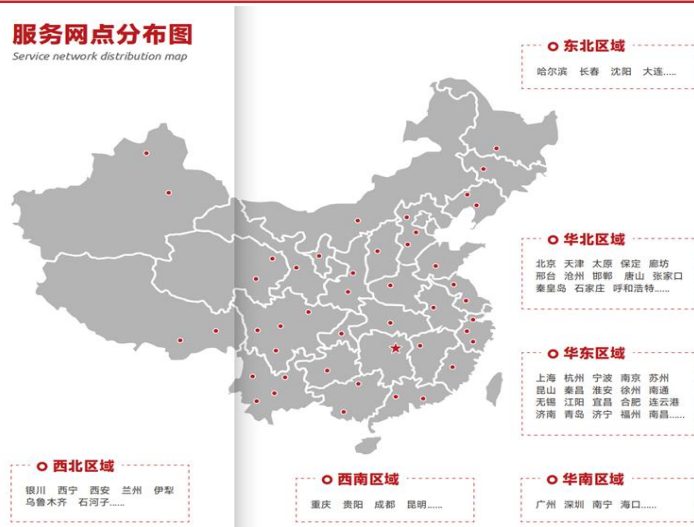 服务网点分布图
Service network distribution map
东北区域
哈尔滨 长春 沈阳 大连.....
华北区域
北京 天津 太原 保定 廊坊
邢台 沧州 邯郸 唐山 张家口
秦皇岛 石家庄 呼和浩特......
华东区域
上海 杭州 宁波 南京 苏州
昆山 秦昌 淮安 徐州 南通
无锡 江阳 宜昌 合肥 连云港
济南 青岛 济宁 福州 南昌......
西北区域
银川 西宁 西安 兰州 伊犁
乌鲁木齐 石河子......
西南区域
重庆 贵阳 成都 昆明......
华南区域
广州 深圳 南宁 海口......